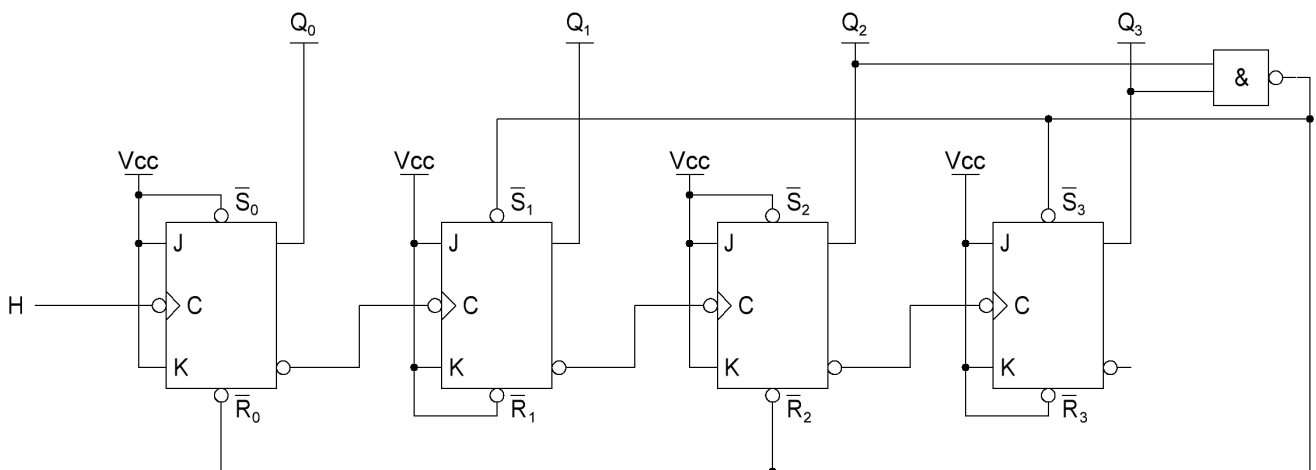 Q0 Q1 Q2 Q3
&
Vcc Vcc Vcc Vcc
S̅0 S̅1 S̅2 S̅3
J J J J
H C C C C
K K K K
R̅0 R̅1 R̅2 R̅3